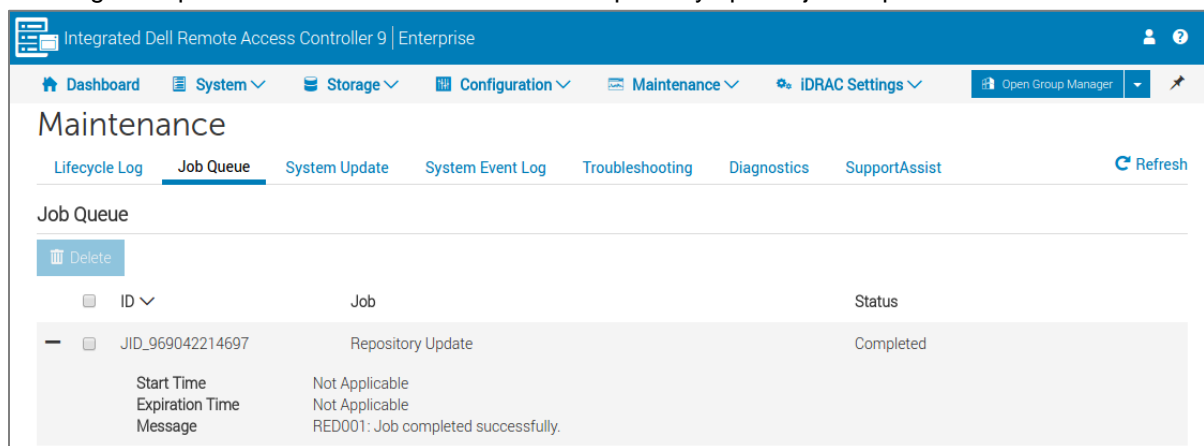 Integrated Dell Remote Access Controller 9 | Enterprise
Dashboard System Storage Configuration Maintenance iDRAC Settings Open Group Manager
Maintenance
Lifecycle Log Job Queue System Update System Event Log Troubleshooting Diagnostics SupportAssist Refresh
Job Queue
Delete
ID Job Status
JID_969042214697 Repository Update Completed
Start Time Not Applicable
Expiration Time Not Applicable
Message RED001: Job completed successfully.